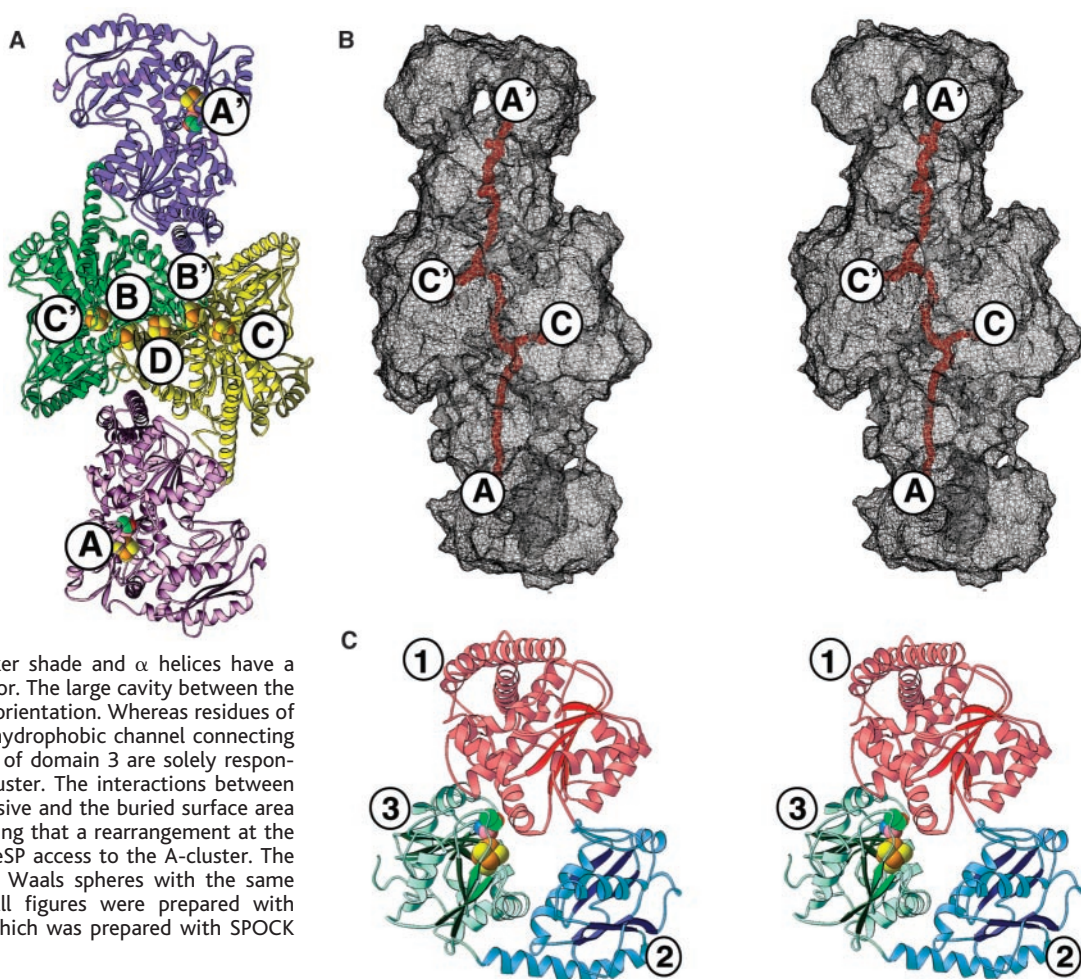 A
B
A'
A'
A'
C'
B
B'
D
C
C'
C
C'
C
A
A
A
C
ker shade and α helices have a
or. The large cavity between the
orientation. Whereas residues of
hydrophobic channel connecting
of domain 3 are solely respon-
uster. The interactions between
sive and the buried surface area
ing that a rearrangement at the
eSP access to the A-cluster. The
Waals spheres with the same
ll figures were prepared with
hich was prepared with SPOCK
1
3
2
1
3
2